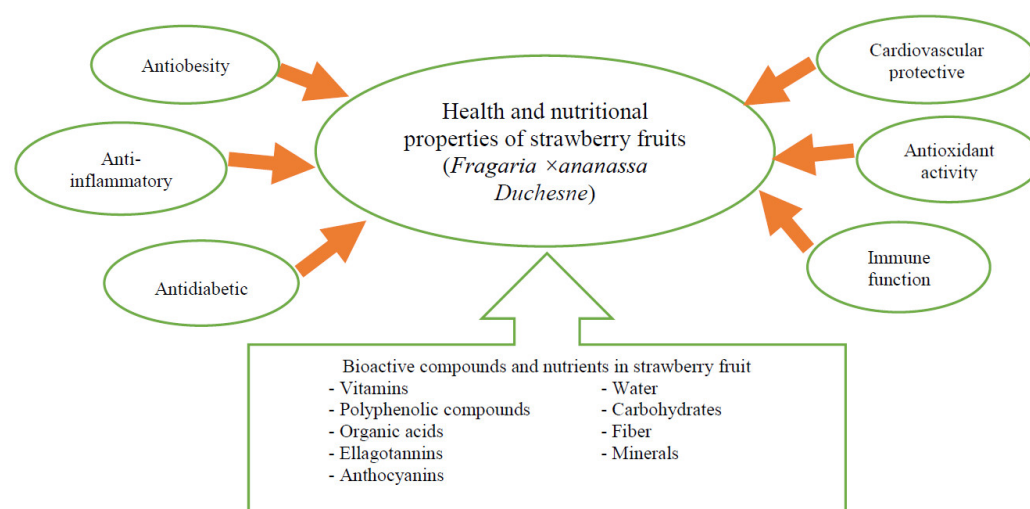 Antiobesity
Anti-
inflammatory
Antidiabetic
Health and nutritional
properties of strawberry fruits
(Fragaria ×ananassa
Duchesne)
Cardiovascular
protective
Antioxidant
activity
Immune
function
Bioactive compounds and nutrients in strawberry fruit
- Vitamins
- Polyphenolic compounds
- Organic acids
- Ellagotannins
- Anthocyanins
- Water
- Carbohydrates
- Fiber
- Minerals